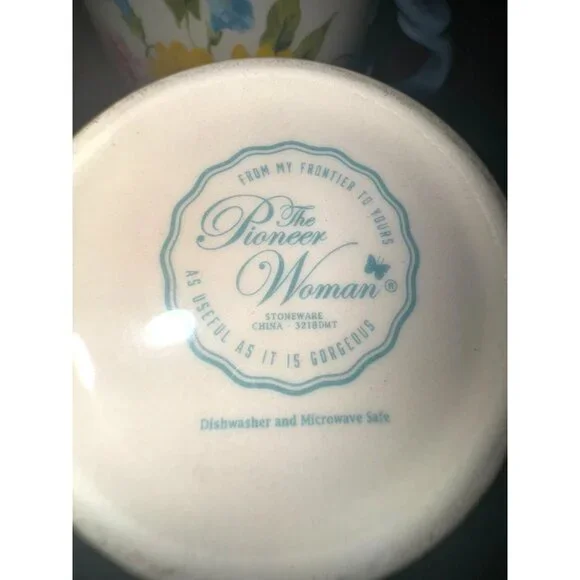 FROM MY FRONTIER TO YOURS
The
Pioneer
Woman®
STONEWARE
CHINA - 3218DMT
AS USEFUL AS IT IS GORGEOUS
Dishwasher and Microwave Safe